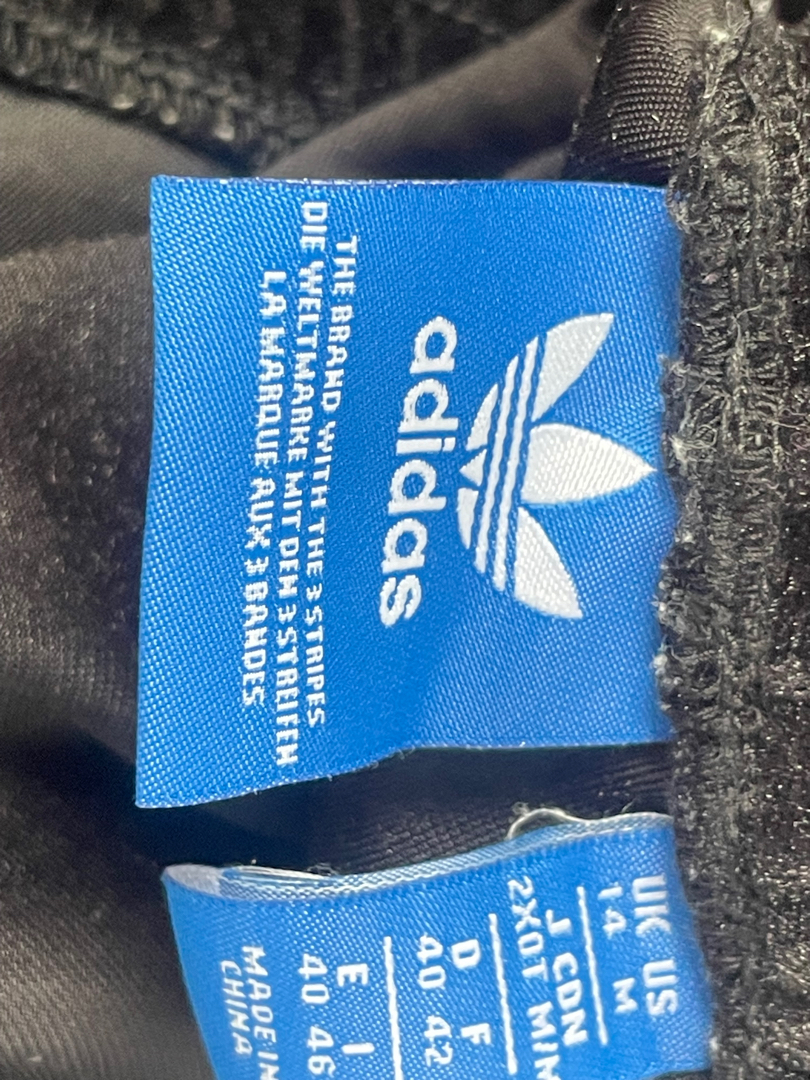 adidas
THE BRAND WITH THE 3 STRIPES
DIE WELTMARKE MIT DEN 3 STREIFEN
LA MARQUE AUX 3 BANDES
UK US
14 M
J CDN
2XOT M/M
D F
40 42
E I
40 46
MADE IN
CHINA